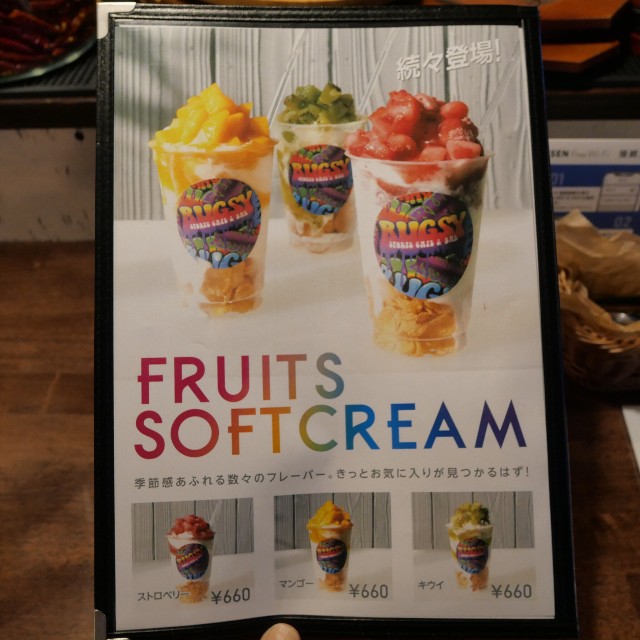 続々登場!
BUGSY
BUGSY
BUGSY
FRUITS
SOFTCREAM
季節感あふれる数々のフレーバー。きっとお気に入りが見つかるはず!
ストロベリー ¥660
マンゴー ¥660
キウイ ¥660